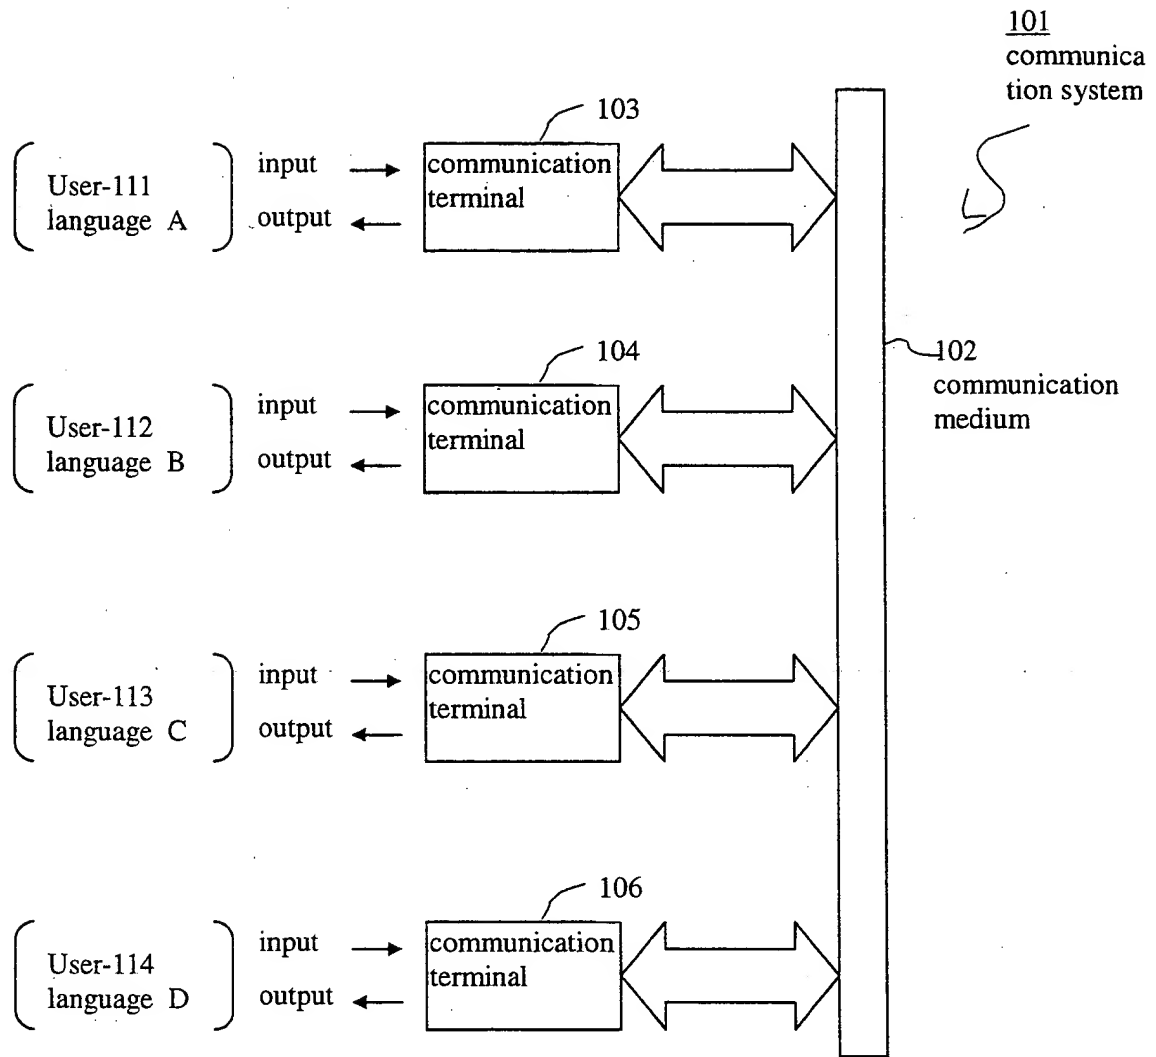 101
communica
tion system
103
input
communication
User-111
terminal
language A
output
104
102
input
communication
communication
User-112
terminal
medium
language B
output
105
input
communication
User-113
terminal
language C
output
106
input
communication
User-114
terminal
language D
output